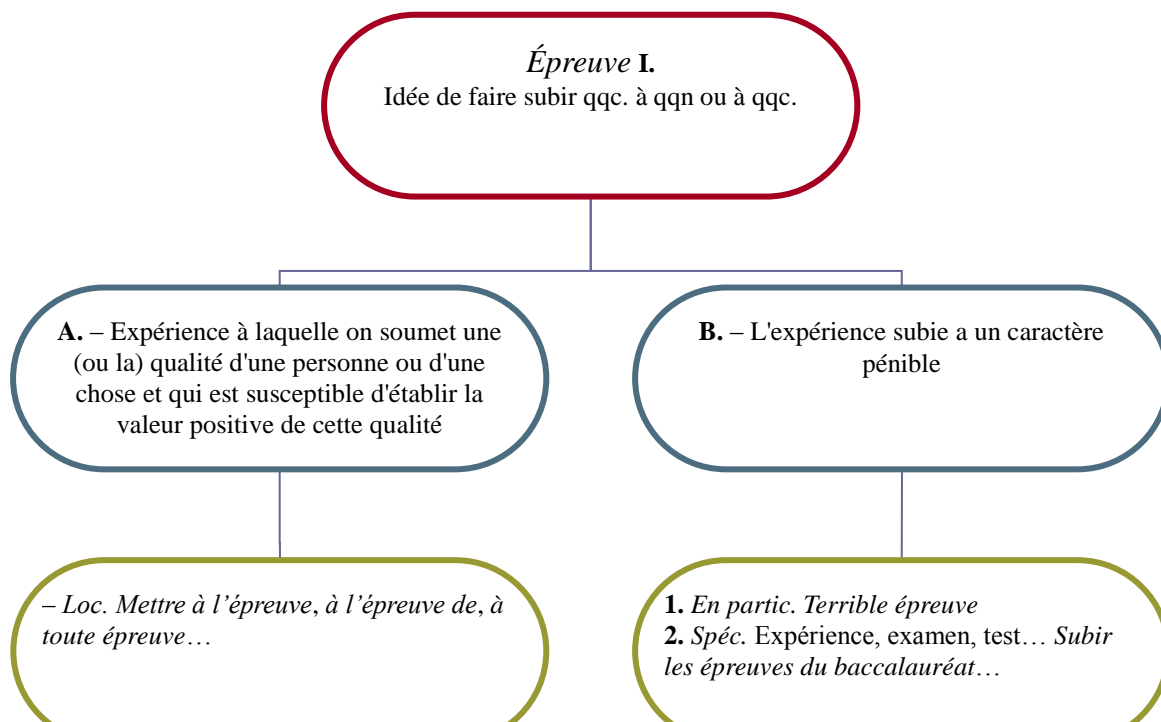 Épreuve I.
Idée de faire subir qqc. à qqn ou à qqc.
A. – Expérience à laquelle on soumet une
(ou la) qualité d'une personne ou d'une
chose et qui est susceptible d'établir la
valeur positive de cette qualité
B. – L'expérience subie a un caractère
pénible
– Loc. Mettre à l’épreuve, à l’épreuve de, à
toute épreuve…
1. En partic. Terrible épreuve
2. Spéc. Expérience, examen, test… Subir
les épreuves du baccalauréat…